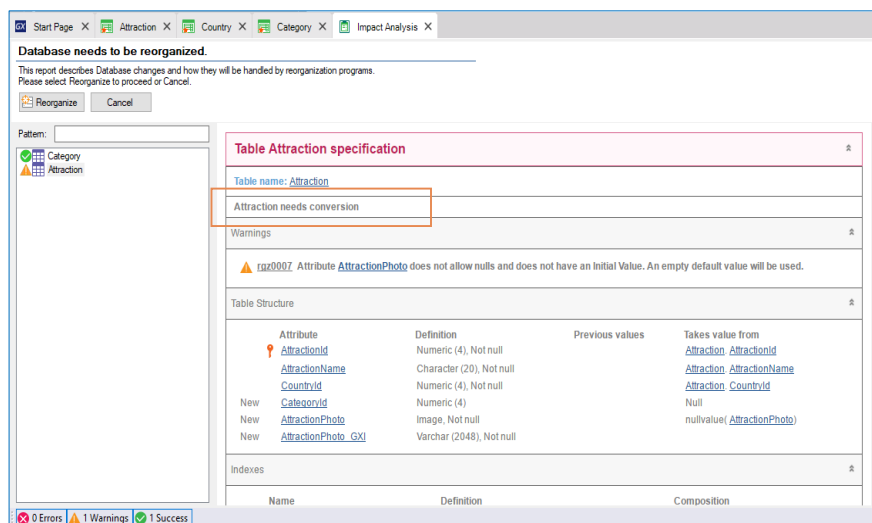 GX Start Page X Attraction X Country X Category X Impact Analysis X
Database needs to be reorganized.
This report describes Database changes and how they will be handled by reorganization programs.
Please select Reorganize to proceed or Cancel.
Reorganize Cancel
Pattern:
Category
Attraction
Table Attraction specification
Table name: Attraction
Attraction needs conversion
Warnings
rgz0007 Attribute AttractionPhoto does not allow nulls and does not have an Initial Value. An empty default value will be used.
Table Structure
Attribute Definition Previous values Takes value from
AttractionId Numeric (4), Not null Attraction. AttractionId
AttractionName Character (20), Not null Attraction. AttractionName
CountryId Numeric (4), Not null Attraction. CountryId
New CategoryId Numeric (4) Null
New AttractionPhoto Image, Not null nullvalue( AttractionPhoto)
New AttractionPhoto_GXI Varchar (2048), Not null
Indexes
Name Definition Composition
0 Errors 1 Warnings 1 Success